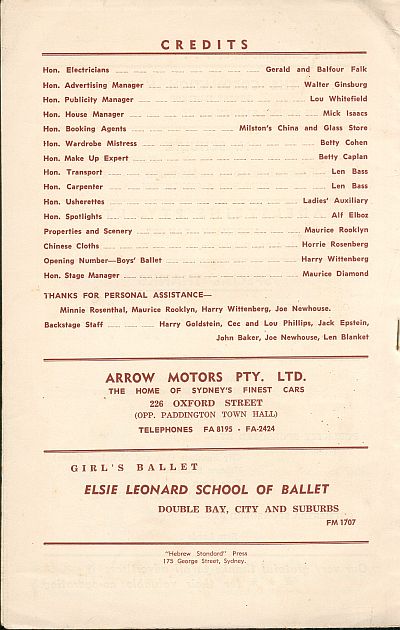 CREDITS
Hon. Electricians Gerald and Balfour Falk
Hon. Advertising Manager Walter Ginsburg
Hon. Publicity Manager Lou Whitefield
Hon. House Manager Mick Isaacs
Hon. Booking Agents Milston's China and Glass Store
Hon. Wardrobe Mistress Betty Cohen
Hon. Make Up Expert Betty Caplan
Hon. Transport Len Bass
Hon. Carpenter Len Bass
Hon. Usherettes Ladies' Auxiliary
Hon. Spotlights Alf Elboz
Properties and Scenery Maurice Rooklyn
Chinese Cloths Horrie Rosenberg
Opening Number—Boys' Ballet Harry Wittenberg
Hon. Stage Manager Maurice Diamond
THANKS FOR PERSONAL ASSISTANCE—
Minnie Rosenthal, Maurice Rooklyn, Harry Wittenberg, Joe Newhouse.
Backstage Staff Harry Goldstein, Cec and Lou Phillips, Jack Epstein,
John Baker, Joe Newhouse, Len Blanket
ARROW MOTORS PTY. LTD.
THE HOME OF SYDNEY'S FINEST CARS
226 OXFORD STREET
(OPP. PADDINGTON TOWN HALL)
TELEPHONES FA 8195 - FA-2424
GIRL'S BALLET
ELSIE LEONARD SCHOOL OF BALLET
DOUBLE BAY, CITY AND SUBURBS
FM 1707
"Hebrew Standard" Press
175 George Street, Sydney.